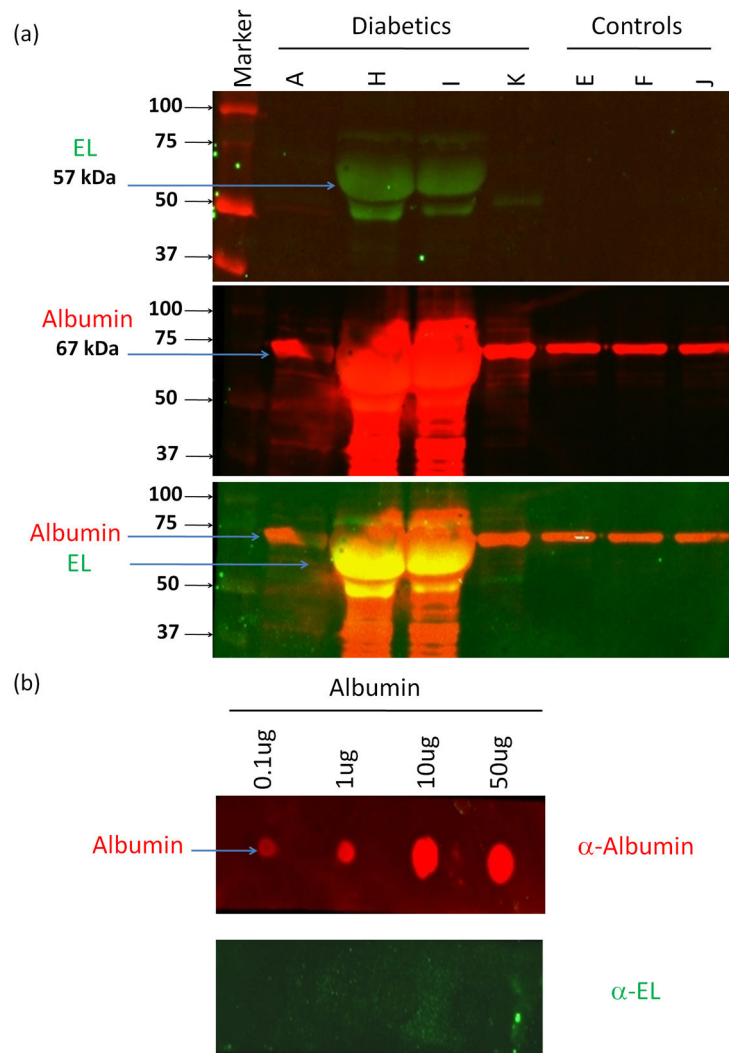 (a)
Diabetics
Controls
Marker
A
H
I
K
E
F
J
100
75
EL
57 kDa
50
37
100
Albumin
75
67 kDa
50
37
100
75
Albumin
EL
50
37
(b)
Albumin
0.1ug
1ug
10ug
50ug
Albumin
α-Albumin
α-EL